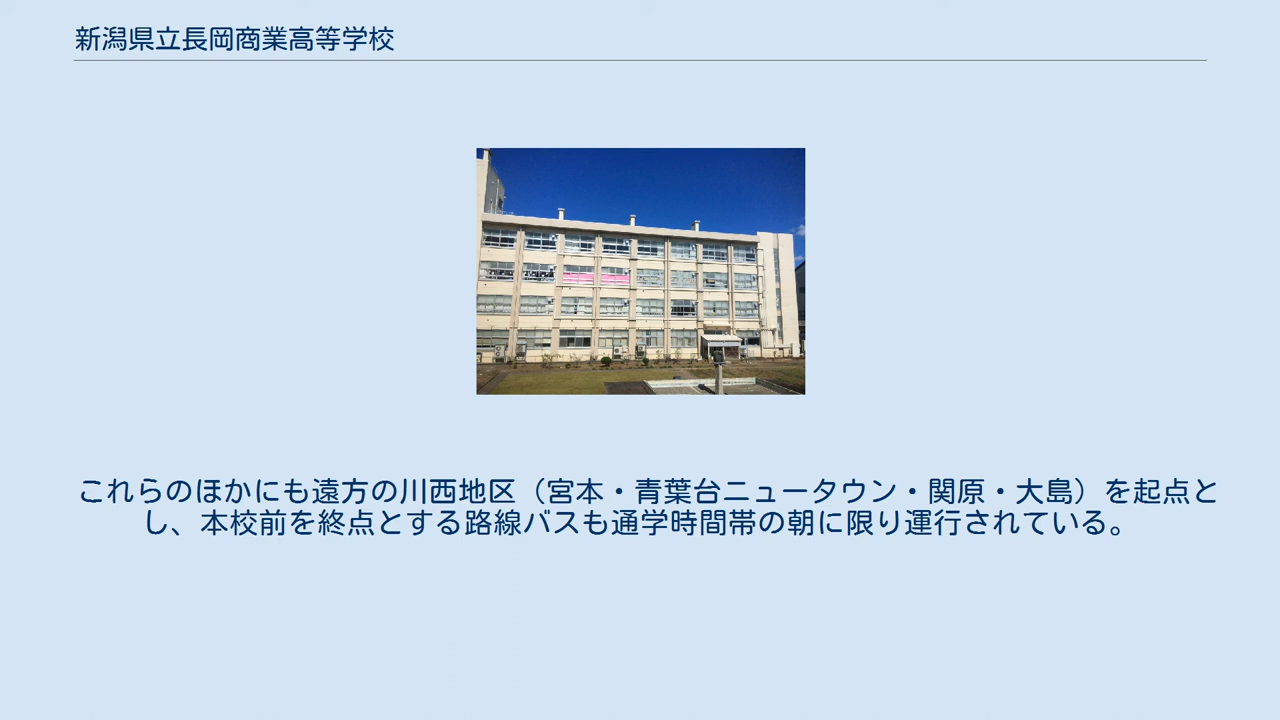 新潟県立長岡商業高等学校
これらのほかにも遠方の川西地区（宮本・青葉台ニュータウン・関原・大島）を起点と
し、本校前を終点とする路線バスも通学時間帯の朝に限り運行されている。